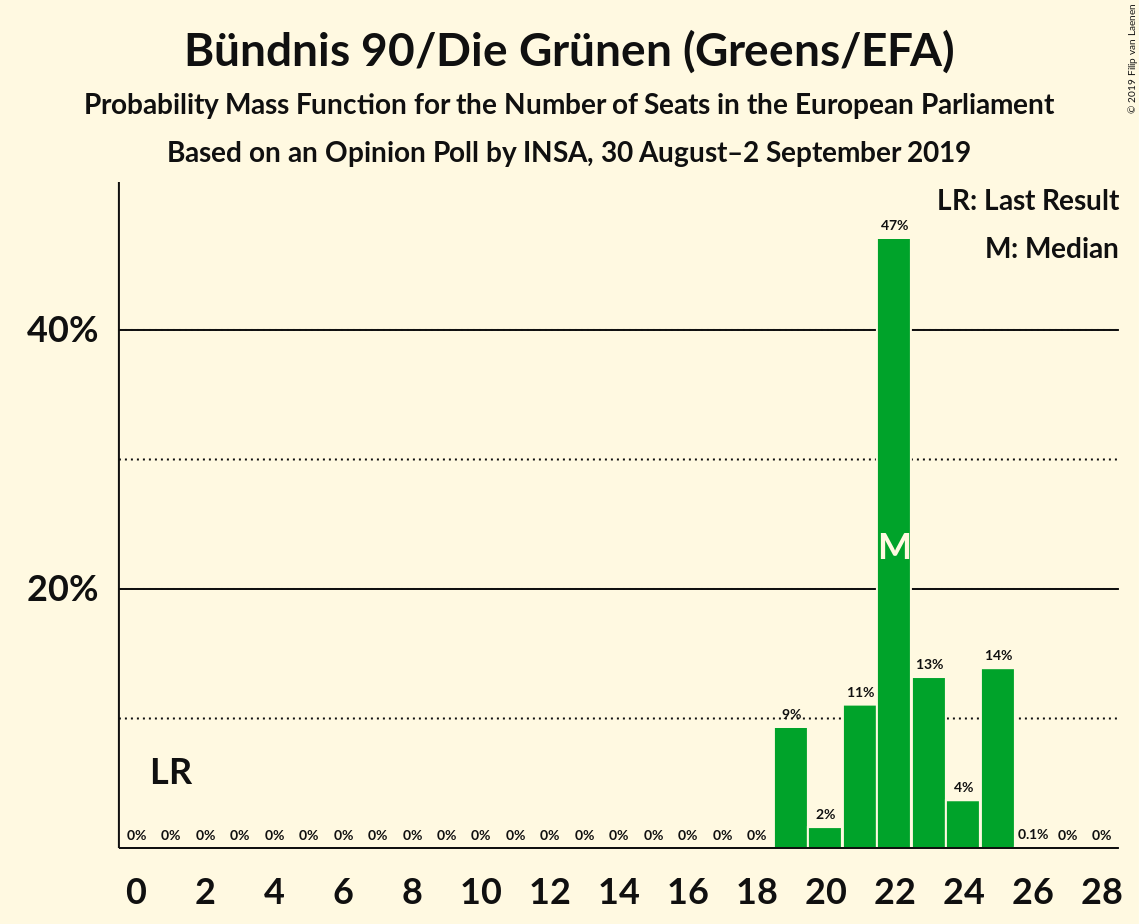 Bündnis 90/Die Grünen (Greens/EFA)
Probability Mass Function for the Number of Seats in the European Parliament
Based on an Opinion Poll by INSA, 30 August–2 September 2019
© 2019 Filip van Laenen
LR: Last Result
M: Median
47%
40%
M
20%
14%
13%
11%
9%
LR
4%
2%
0% 0% 0% 0% 0% 0% 0% 0% 0% 0% 0% 0% 0% 0% 0% 0% 0% 0% 0% 0.1% 0% 0%
0 2 4 6 8 10 12 14 16 18 20 22 24 26 28